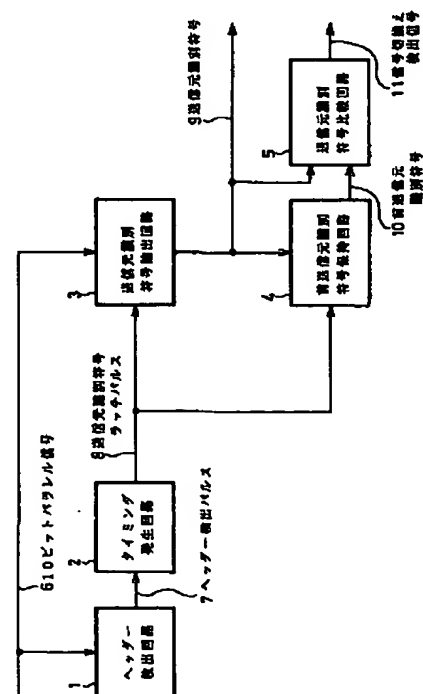 6 10ビットパラレル信号
1
ヘッダー
検出回路
7 ヘッダー検出パルス
2
タイミング
発生回路
8 送信元識別符号
ラッチパルス
3
送信元識別
符号抽出回路
9 送信元識別符号
4
前送信元識別
符号保持回路
10 前送信元
識別符号
5
送信元識別
符号比較回路
11 信号切換え
検出信号